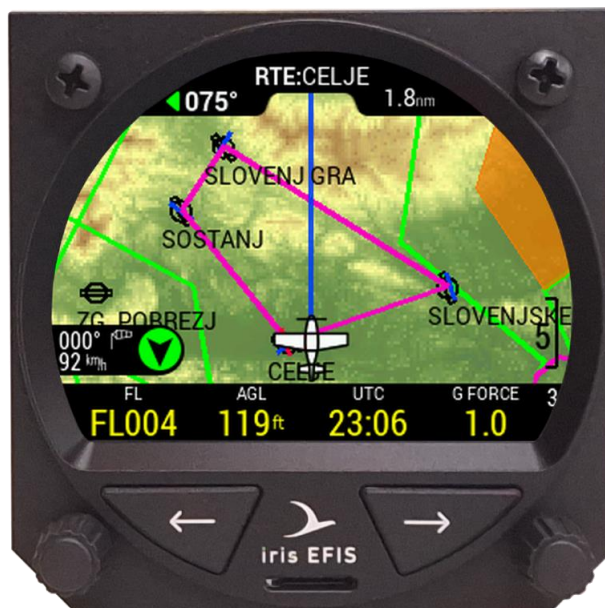 RTE:CELJE
075°
1.8nm
SLOVENJ GRA
SOSTANJ
ZG. POBREZJ
SLOVENJSKE
5
000°
92 km/h
CELJE
FL AGL UTC G FORCE 3
FL004 119ft 23:06 1.0
iris EFIS